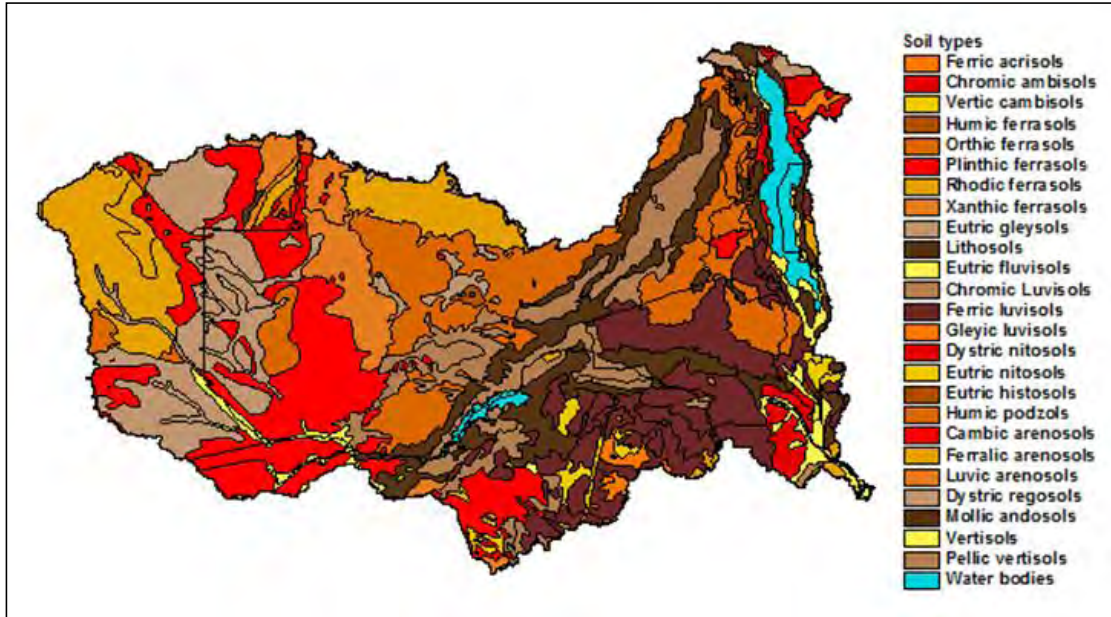 Soil types
Ferric acrisols
Chromic ambisols
Vertic cambisols
Humic ferrasols
Orthic ferrasols
Plinthic ferrasols
Rhodic ferrasols
Xanthic ferrasols
Eutric gleysols
Lithosols
Eutric fluvisols
Chromic Luvisols
Ferric luvisols
Gleyic luvisols
Dystric nitosols
Eutric nitosols
Eutric histosols
Humic podzols
Cambic arenosols
Ferralic arenosols
Luvic arenosols
Dystric regosols
Mollic andosols
Vertisols
Pellic vertisols
Water bodies